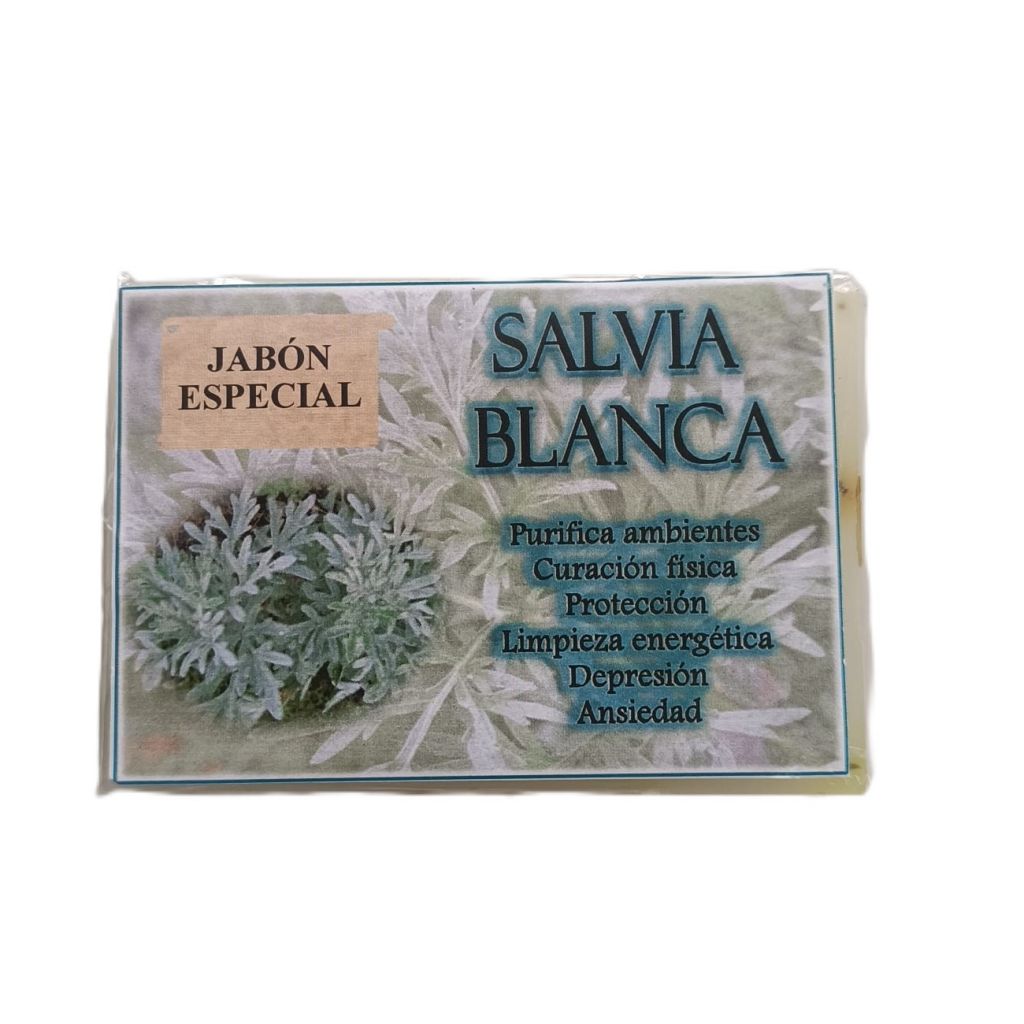 JABÓN
ESPECIAL
SALVIA
BLANCA
Purifica ambientes
Curación física
Protección
Limpieza energética
Depresión
Ansiedad